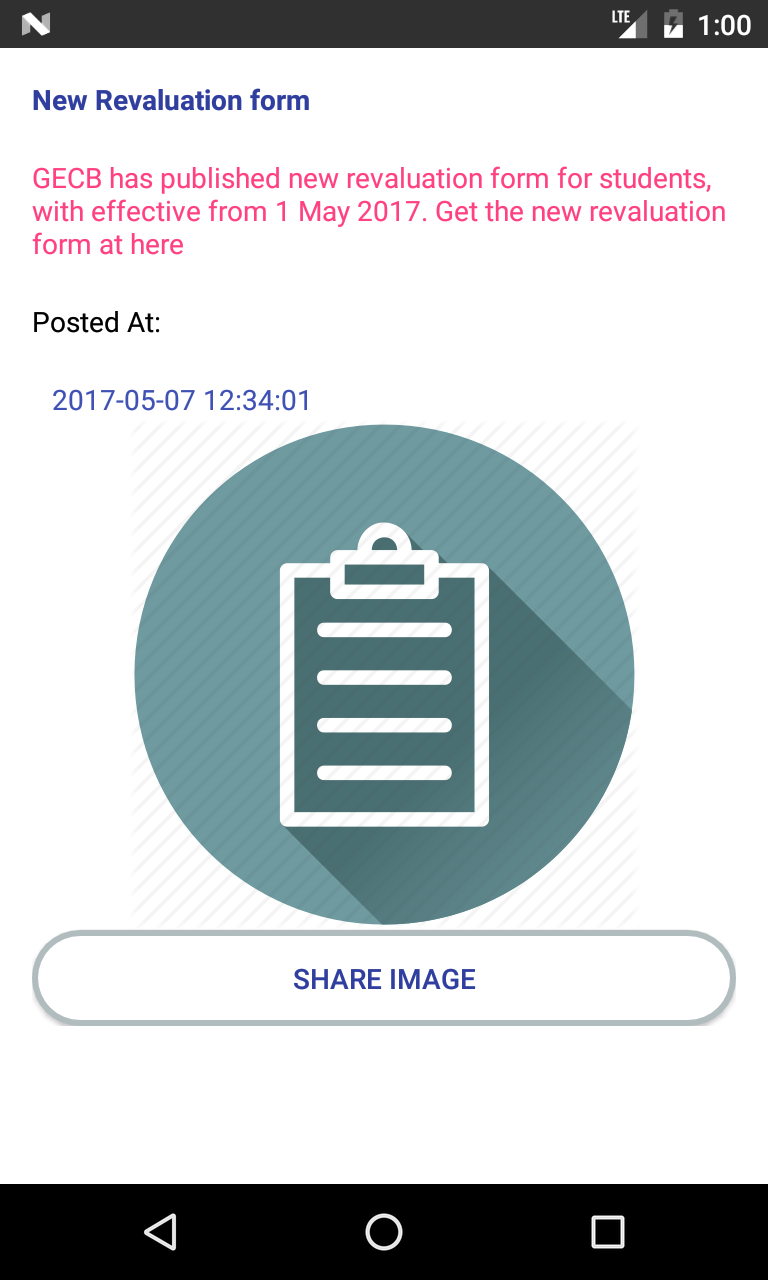 LTE 1:00
New Revaluation form
GECB has published new revaluation form for students,
with effective from 1 May 2017. Get the new revaluation
form at here
Posted At:
2017-05-07 12:34:01
SHARE IMAGE